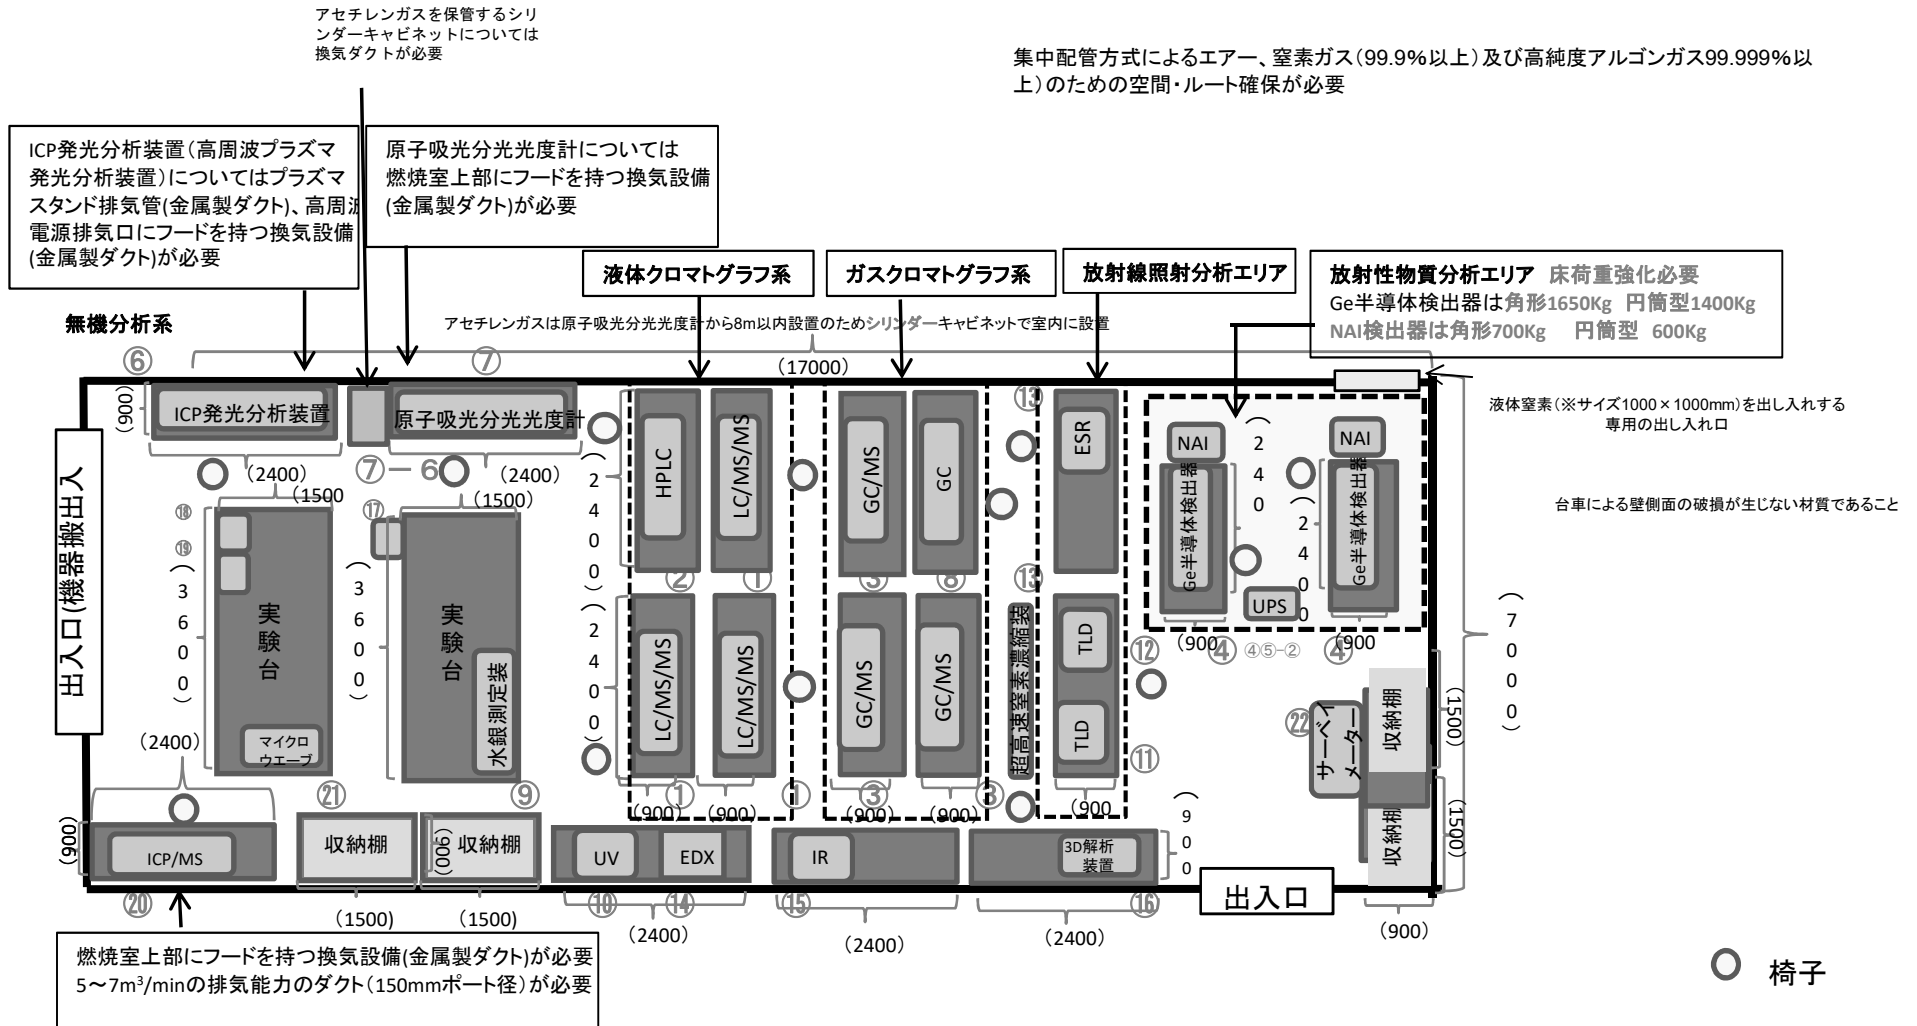 アセチレンガスを保管するシリ
ンダーキャビネットについては
換気ダクトが必要
集中配管方式によるエアー、窒素ガス(99.9%以上)及び高純度アルゴンガス99.999%以
上)のための空間・ルート確保が必要
ICP発光分析装置(高周波プラズマ
発光分析装置)についてはプラズマ
スタンド排気管(金属製ダクト)、高周波
電源排気口にフードを持つ換気設備
(金属製ダクト)が必要
原子吸光分光光度計については
燃焼室上部にフードを持つ換気設備
(金属製ダクト)が必要
液体クロマトグラフ系
ガスクロマトグラフ系
放射線照射分析エリア
放射性物質分析エリア 床荷重強化必要
Ge半導体検出器は角形1650Kg 円筒型1400Kg
NAI検出器は角形700Kg 円筒型 600Kg
無機分析系
アセチレンガスは原子吸光分光光度計から8m以内設置のためシリンダーキャビネットで室内に設置
⑥
⑦
(17000)
液体窒素(※サイズ1000×1000mm)を出し入れする
専用の出し入れ口
台車による壁側面の破損が生じない材質であること
出入口(機器搬出入
(900)
ICP発光分析装置
原子吸光分光光度計
(2400)
⑦-6
(2400)
(1500
(1500)
⑱
⑲
⑰
(3600)
実験台
マイクロ
ウエーブ
(3600)
実験台
水銀測定装
(2400)
HPLC
LC/MS/MS
②
①
(2400)
LC/MS/MS
LC/MS/MS
(900)
①
(900)
①
GC/MS
GC
③
⑧
GC/MS
GC/MS
(900)
③
(900)
③
⑬
⑬
超高速窒素濃縮装
ESR
TLD
TLD
(900
⑫
⑪
NAI
NAI
(240
Ge半導体検出器
(2400
Ge半導体検出器
UPS
(900
④
④⑤-②
④
(900
(7000)
㉒
サーベイ
メーター
収納棚
(1500)
収納棚
(1500)
(900)
(2400)
(900)
ICP/MS
⑳
㉑
収納棚
(1500)
(900)
収納棚
(1500)
⑨
UV
EDX
⑩
⑭
(2400)
IR
⑮
(2400)
3D解析
装置
(900
⑯
(2400)
出入口
燃焼室上部にフードを持つ換気設備(金属製ダクト)が必要
5~7m³/minの排気能力のダクト(150mmポート径)が必要
椅子